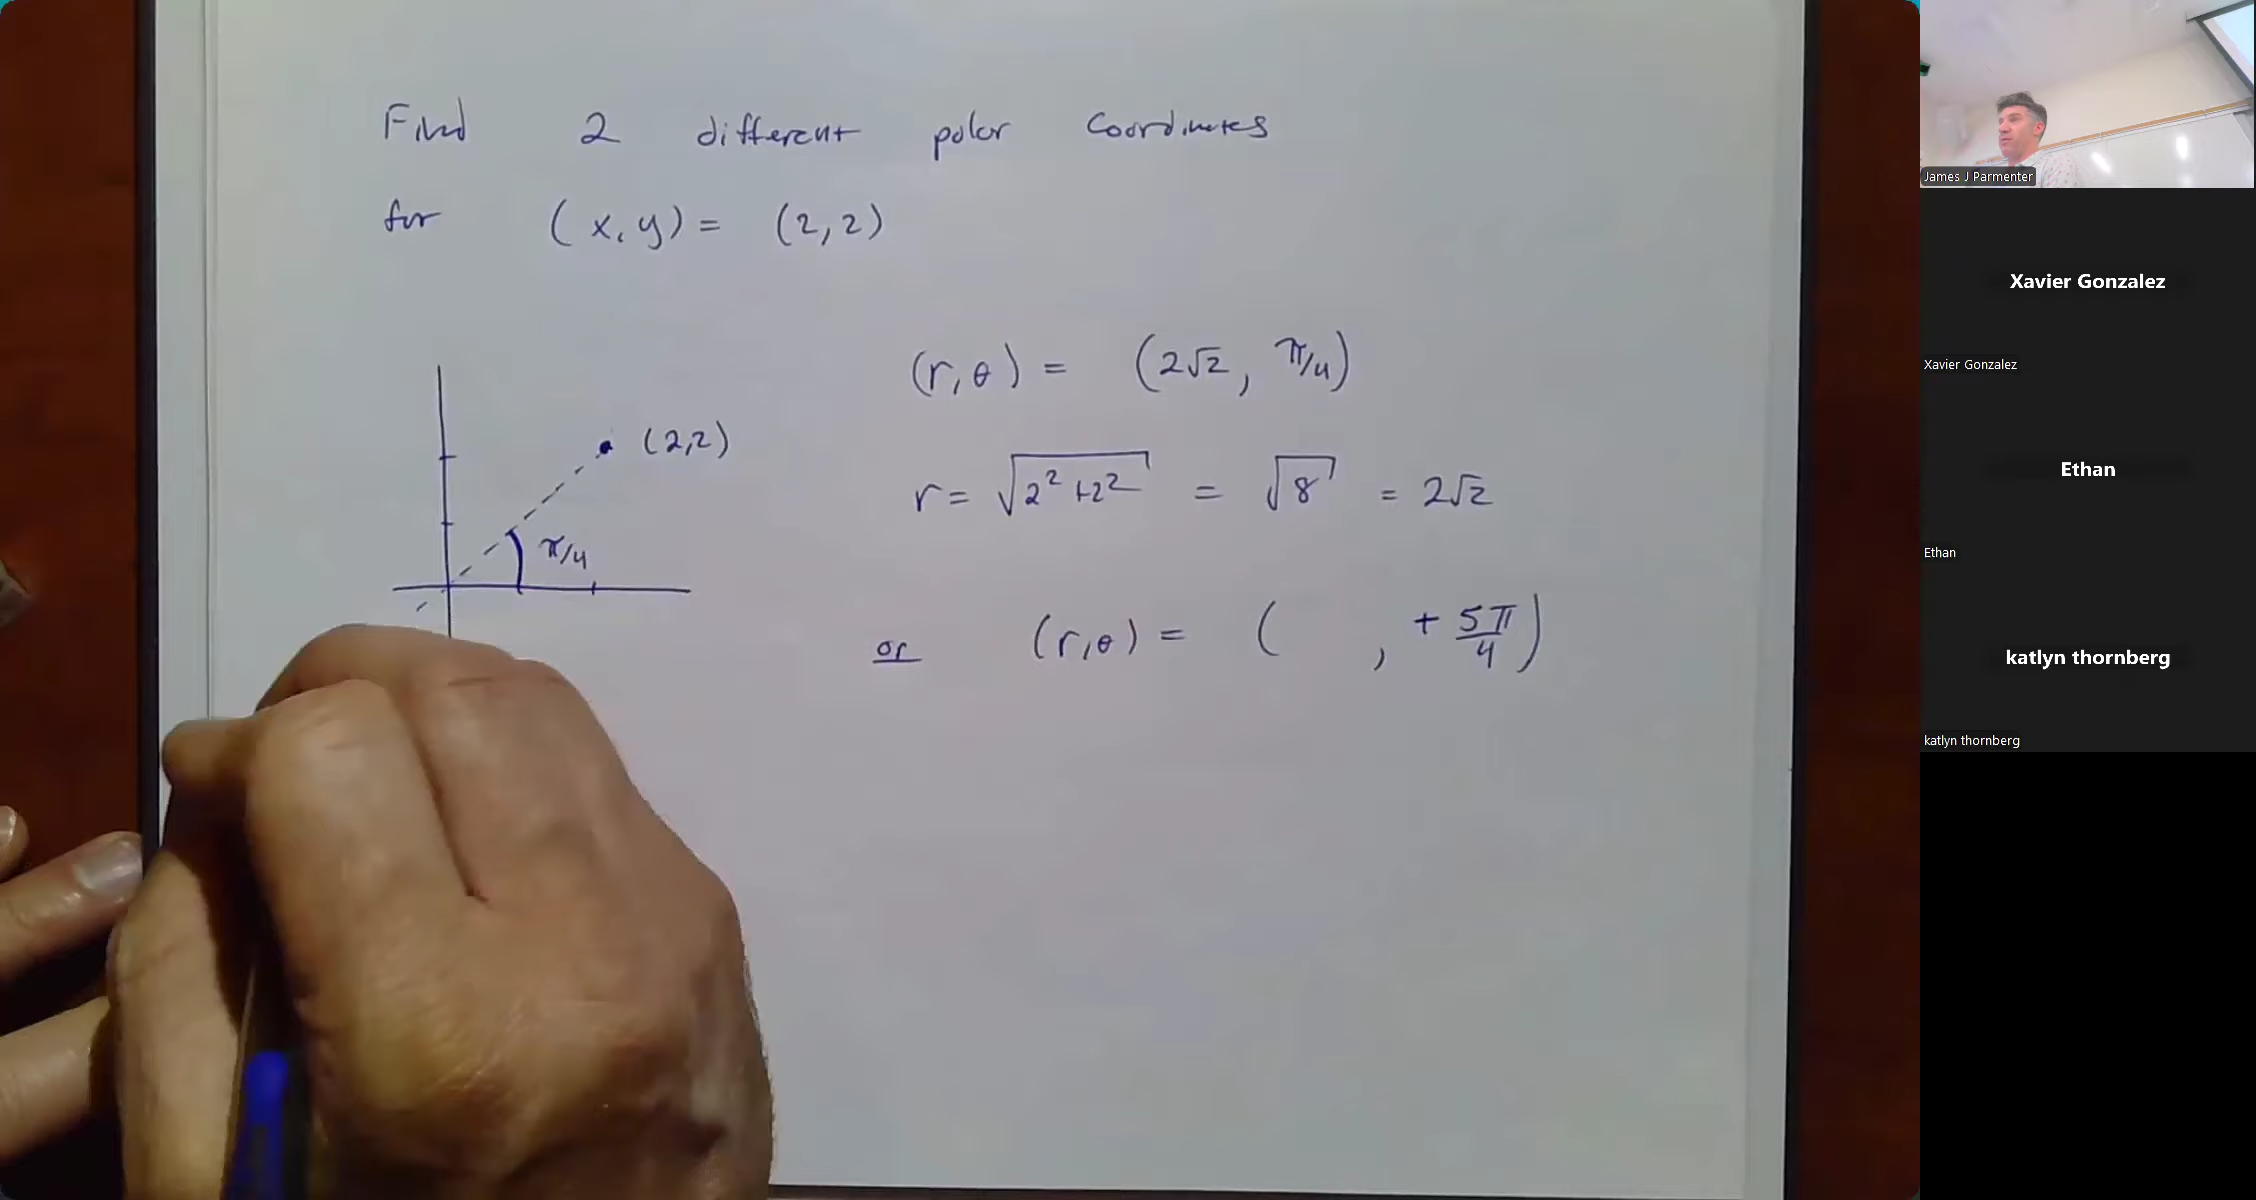 Find 2 different polar coordinates
for (x,y) = (2,2)
(r,θ) = (2√2, π/4)
(2,2)
r = √2² + 2² = √8 = 2√2
π/4
or (r,θ) = ( , + 5π/4)
James J Parmenter
Xavier Gonzalez
Xavier Gonzalez
Ethan
Ethan
katlyn thornberg
katlyn thornberg